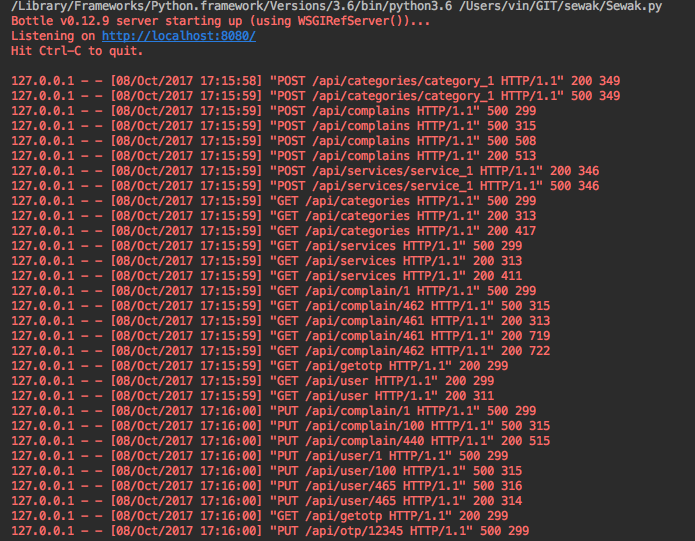 /Library/Frameworks/Python.framework/Versions/3.6/bin/python3.6 /Users/vin/GIT/sewak/Sewak.py
Bottle v0.12.9 server starting up (using WSGIRefServer())...
Listening on http://localhost:8080/
Hit Ctrl-C to quit.
127.0.0.1 - - [08/Oct/2017 17:15:58] "POST /api/categories/category_1 HTTP/1.1" 200 349
127.0.0.1 - - [08/Oct/2017 17:15:59] "POST /api/categories/category_1 HTTP/1.1" 500 349
127.0.0.1 - - [08/Oct/2017 17:15:59] "POST /api/complains HTTP/1.1" 500 299
127.0.0.1 - - [08/Oct/2017 17:15:59] "POST /api/complains HTTP/1.1" 500 315
127.0.0.1 - - [08/Oct/2017 17:15:59] "POST /api/complains HTTP/1.1" 500 508
127.0.0.1 - - [08/Oct/2017 17:15:59] "POST /api/complains HTTP/1.1" 200 513
127.0.0.1 - - [08/Oct/2017 17:15:59] "POST /api/services/service_1 HTTP/1.1" 200 346
127.0.0.1 - - [08/Oct/2017 17:15:59] "POST /api/services/service_1 HTTP/1.1" 500 346
127.0.0.1 - - [08/Oct/2017 17:15:59] "GET /api/categories HTTP/1.1" 500 299
127.0.0.1 - - [08/Oct/2017 17:15:59] "GET /api/categories HTTP/1.1" 200 313
127.0.0.1 - - [08/Oct/2017 17:15:59] "GET /api/categories HTTP/1.1" 200 417
127.0.0.1 - - [08/Oct/2017 17:15:59] "GET /api/services HTTP/1.1" 500 299
127.0.0.1 - - [08/Oct/2017 17:15:59] "GET /api/services HTTP/1.1" 200 313
127.0.0.1 - - [08/Oct/2017 17:15:59] "GET /api/services HTTP/1.1" 200 411
127.0.0.1 - - [08/Oct/2017 17:15:59] "GET /api/complain/1 HTTP/1.1" 500 299
127.0.0.1 - - [08/Oct/2017 17:15:59] "GET /api/complain/462 HTTP/1.1" 500 315
127.0.0.1 - - [08/Oct/2017 17:15:59] "GET /api/complain/461 HTTP/1.1" 200 313
127.0.0.1 - - [08/Oct/2017 17:15:59] "GET /api/complain/461 HTTP/1.1" 200 719
127.0.0.1 - - [08/Oct/2017 17:15:59] "GET /api/complain/462 HTTP/1.1" 200 722
127.0.0.1 - - [08/Oct/2017 17:15:59] "GET /api/getotp HTTP/1.1" 200 299
127.0.0.1 - - [08/Oct/2017 17:15:59] "GET /api/user HTTP/1.1" 200 299
127.0.0.1 - - [08/Oct/2017 17:15:59] "GET /api/user HTTP/1.1" 200 311
127.0.0.1 - - [08/Oct/2017 17:16:00] "PUT /api/complain/1 HTTP/1.1" 500 299
127.0.0.1 - - [08/Oct/2017 17:16:00] "PUT /api/complain/100 HTTP/1.1" 500 315
127.0.0.1 - - [08/Oct/2017 17:16:00] "PUT /api/complain/440 HTTP/1.1" 200 515
127.0.0.1 - - [08/Oct/2017 17:16:00] "PUT /api/user/1 HTTP/1.1" 500 299
127.0.0.1 - - [08/Oct/2017 17:16:00] "PUT /api/user/100 HTTP/1.1" 500 315
127.0.0.1 - - [08/Oct/2017 17:16:00] "PUT /api/user/465 HTTP/1.1" 500 316
127.0.0.1 - - [08/Oct/2017 17:16:00] "PUT /api/user/465 HTTP/1.1" 200 314
127.0.0.1 - - [08/Oct/2017 17:16:00] "GET /api/getotp HTTP/1.1" 200 299
127.0.0.1 - - [08/Oct/2017 17:16:00] "PUT /api/otp/12345 HTTP/1.1" 500 299